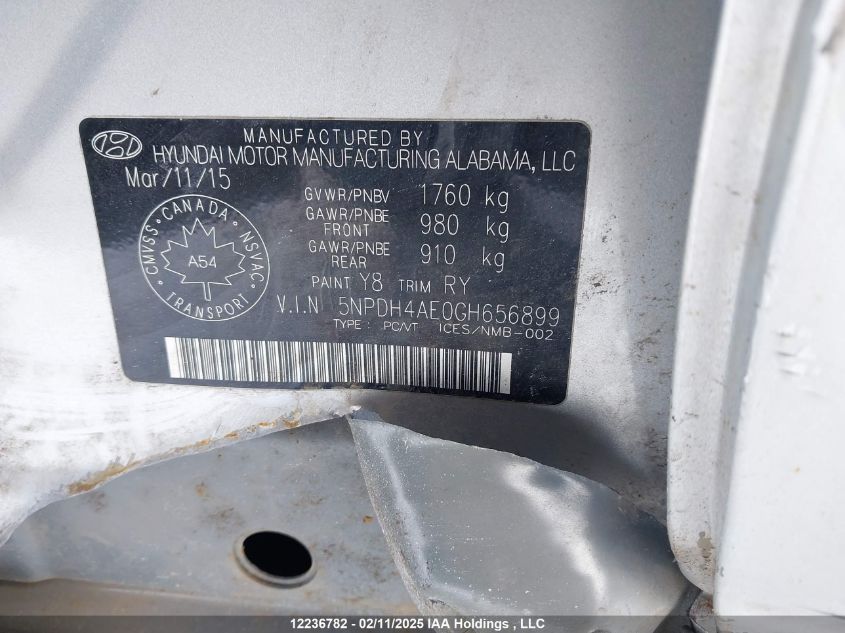 MANUFACTURED BY
HYUNDAI MOTOR MANUFACTURING ALABAMA, LLC
Mar/11/15
GVWR/PNBV 1760 kg
GAWR/PNBE FRONT 980 kg
GAWR/PNBE REAR 910 kg
CANADA
CMVSS NSVAC
A54
TRANSPORT
PAINT Y8 TRIM RY
V.I.N 5NPDH4AE0GH656899
TYPE: PC/VT ICES/NMB-002
12236782 - 02/11/2025 IAA Holdings , LLC